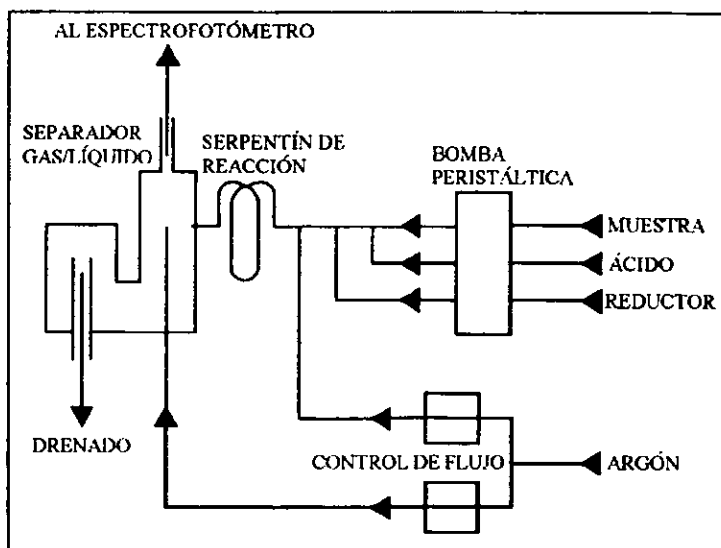 AL ESPECTROFOTÓMETRO
SEPARADOR
GAS/LÍQUIDO
SERPENTÍN DE
REACCIÓN
BOMBA
PERISTÁLTICA
MUESTRA
ÁCIDO
REDUCTOR
DRENADO
CONTROL DE FLUJO
ARGÓN